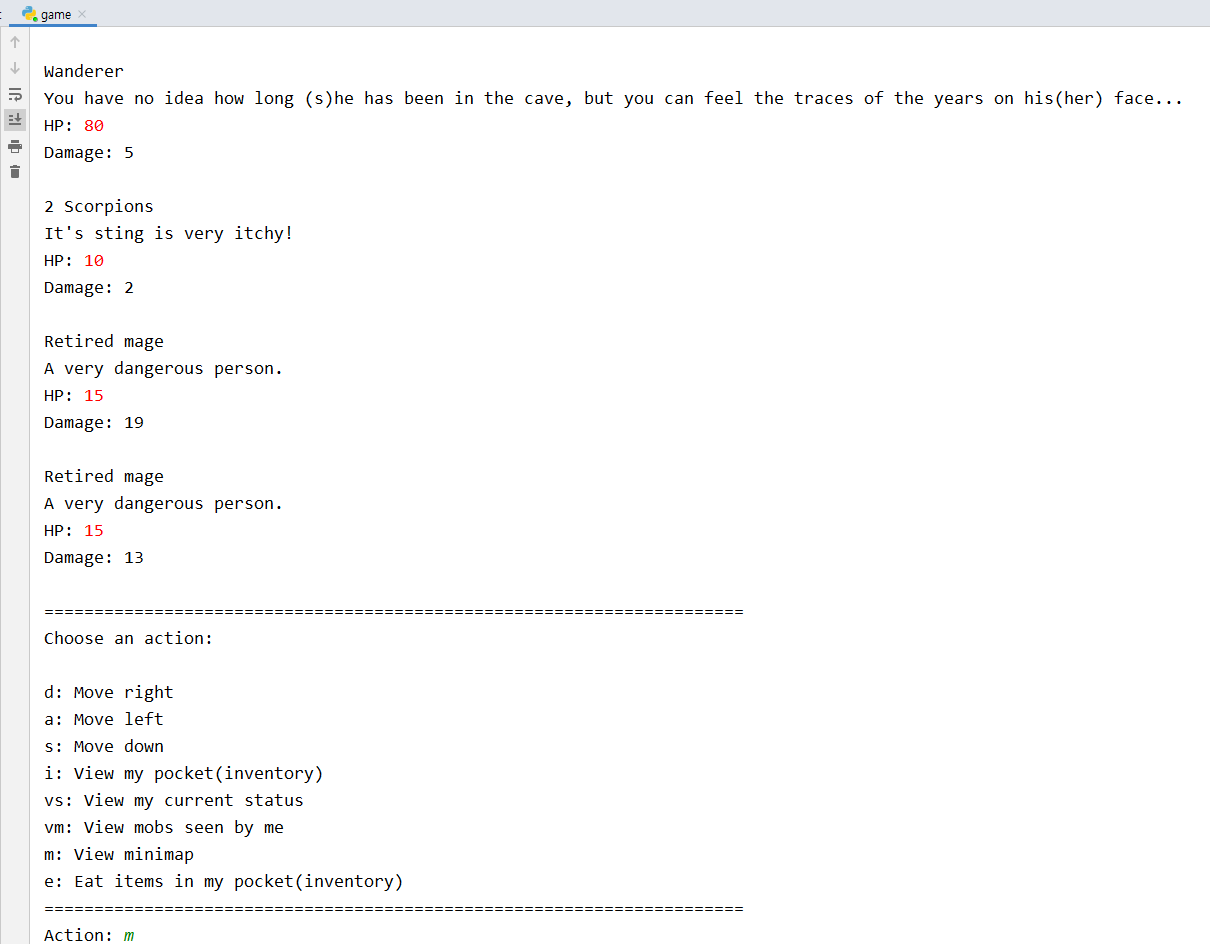 game
Wanderer
You have no idea how long (s)he has been in the cave, but you can feel the traces of the years on his(her) face...
HP: 80
Damage: 5
2 Scorpions
It's sting is very itchy!
HP: 10
Damage: 2
Retired mage
A very dangerous person.
HP: 15
Damage: 19
Retired mage
A very dangerous person.
HP: 15
Damage: 13
======================================================================
Choose an action:
d: Move right
a: Move left
s: Move down
i: View my pocket(inventory)
vs: View my current status
vm: View mobs seen by me
m: View minimap
e: Eat items in my pocket(inventory)
======================================================================
Action: m